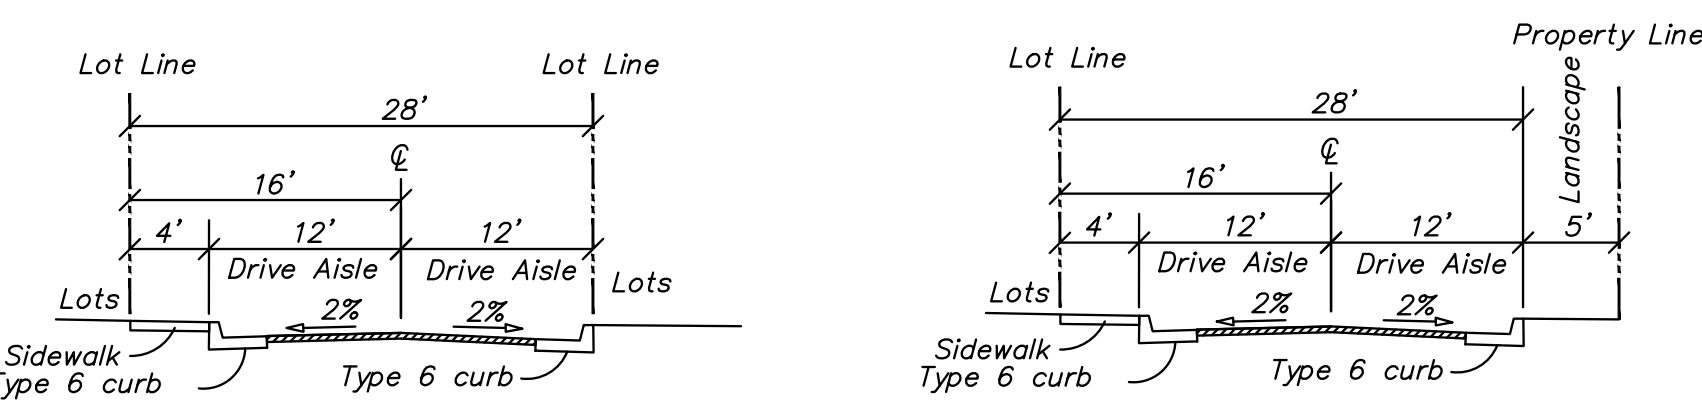 Lot Line
Lot Line
28'
℄
16'
4'
12'
12'
Drive Aisle
Drive Aisle
Lots
Lots
2%
2%
Sidewalk
Type 6 curb
Type 6 curb
Lot Line
Property Line
Landscape
28'
℄
16'
4'
12'
12'
5'
Drive Aisle
Drive Aisle
Lots
2%
2%
Sidewalk
Type 6 curb
Type 6 curb